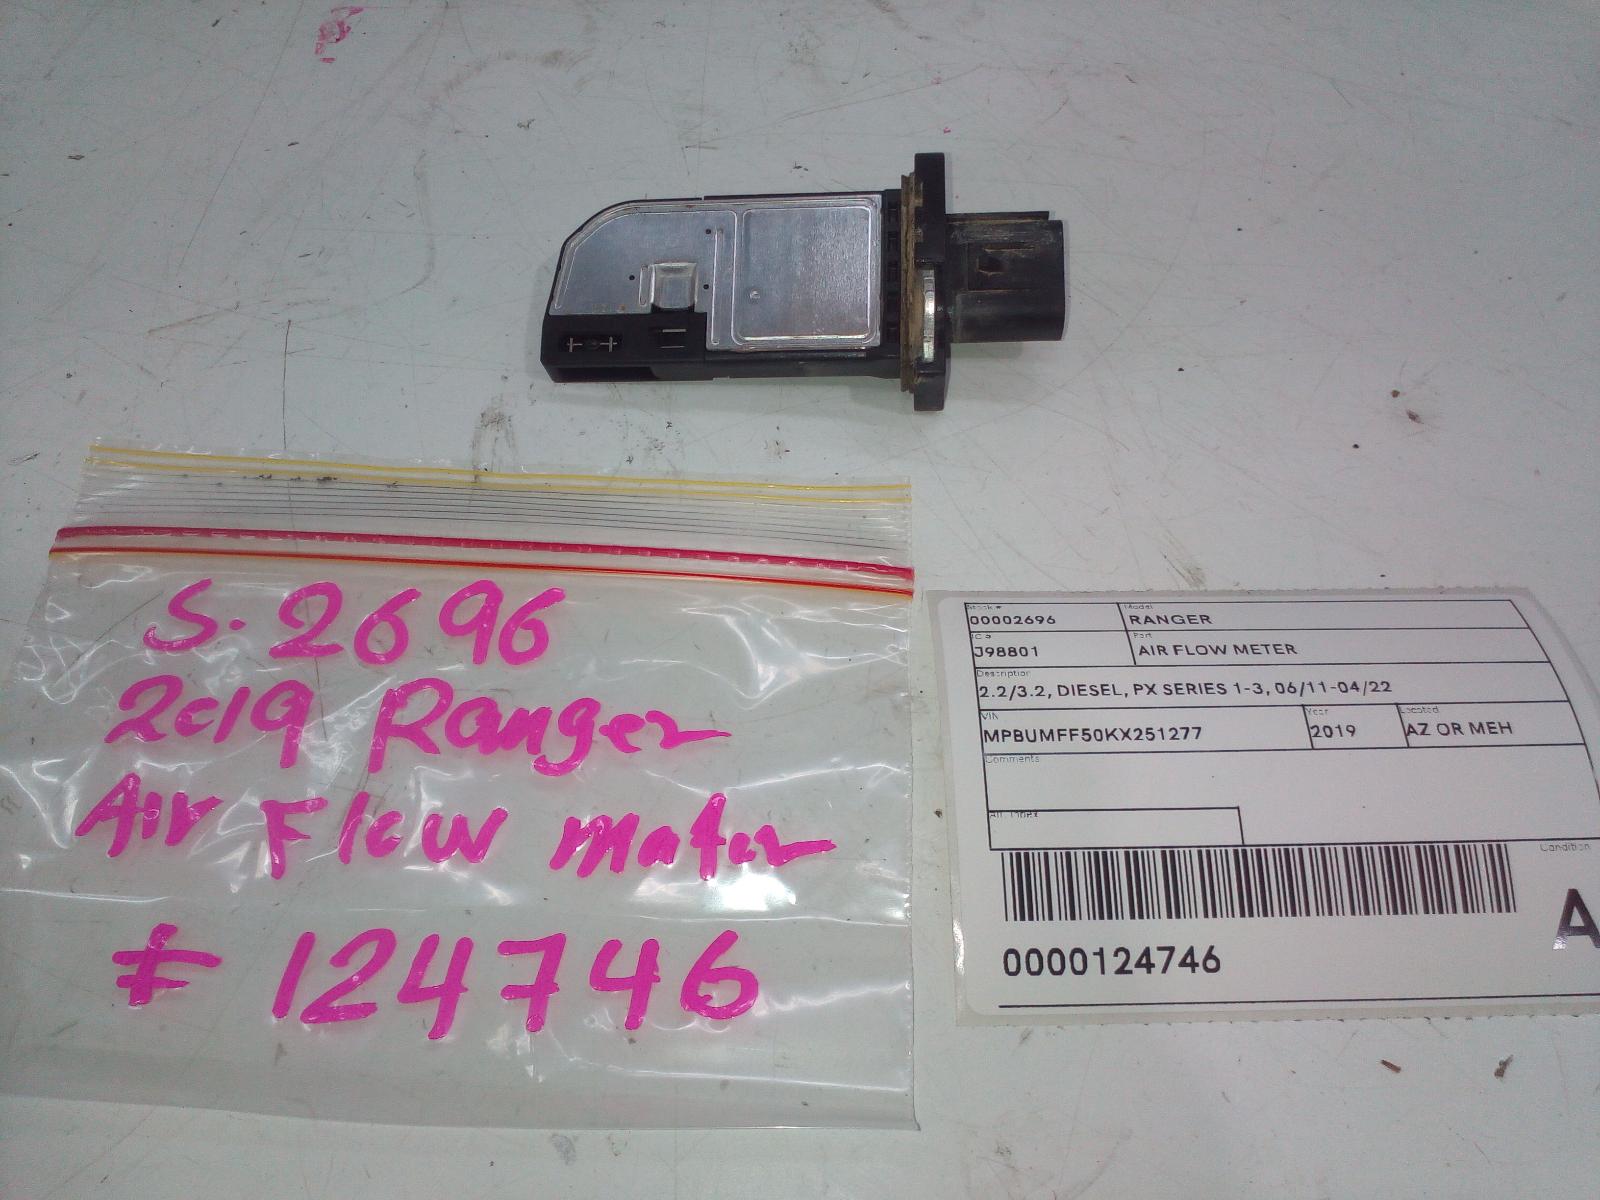 S. 2696
2019 Ranger
Air Flow mater
# 124746
Stock # Model
00002696 RANGER
IC # Part
J98801 AIR FLOW METER
Description
2.2/3.2, DIESEL, PX SERIES 1-3, 06/11-04/22
VIN Year Located
MPBUMFF50KX251277 2019 AZ OR MEH
Comments
Condition
A
0000124746